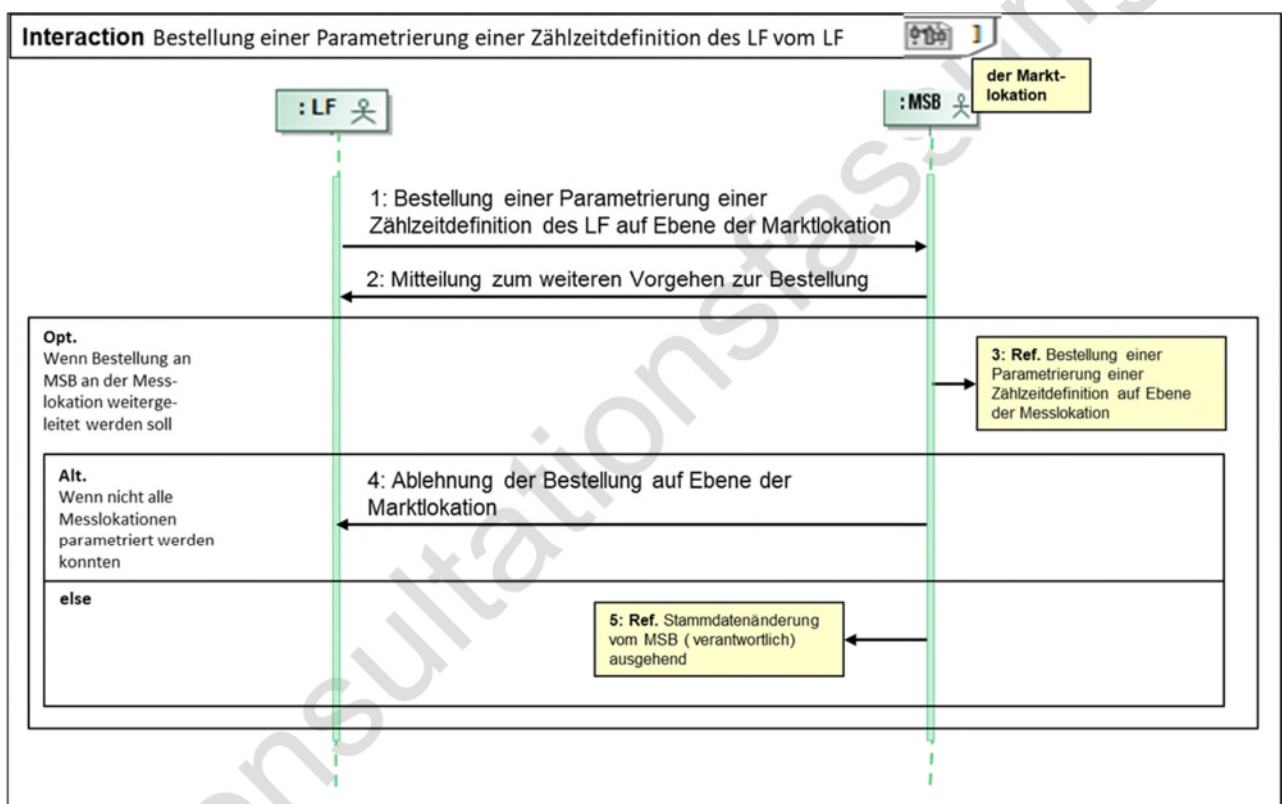 Interaction Bestellung einer Parametrierung einer Zählzeitdefinition des LF vom LF
der Markt-
lokation
: LF
: MSB
1: Bestellung einer Parametrierung einer
Zählzeitdefinition des LF auf Ebene der Marktlokation
2: Mitteilung zum weiteren Vorgehen zur Bestellung
Opt.
Wenn Bestellung an
MSB an der Mess-
lokation weiterge-
leitet werden soll
3: Ref. Bestellung einer
Parametrierung einer
Zählzeitdefinition auf Ebene
der Messlokation
Alt.
Wenn nicht alle
Messlokationen
parametriert werden
konnten
4: Ablehnung der Bestellung auf Ebene der
Marktlokation
else
5: Ref. Stammdatenänderung
vom MSB ( verantwortlich)
ausgehend
onsultationsfassung